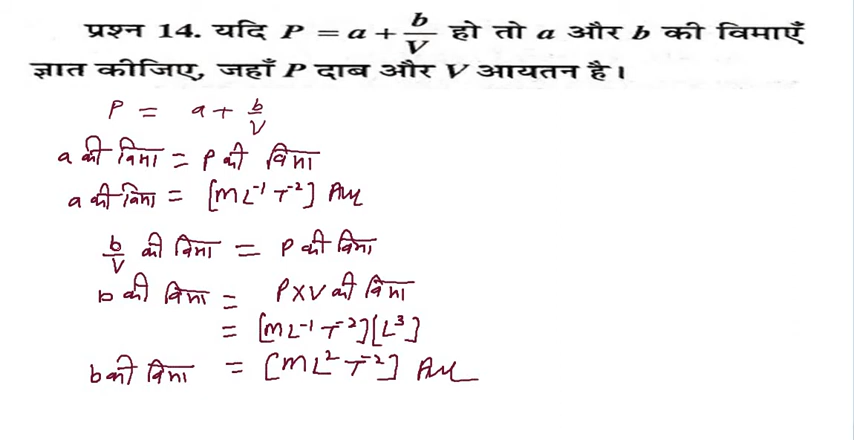 प्रश्न 14. यदि P = a + b/V हो तो a और b की विमाएँ
ज्ञात कीजिए, जहाँ P दाब और V आयतन है।
P = a + b/V
a की विमा = P की विमा
a की विमा = [ML⁻¹T⁻²] Ans
b/V की विमा = P की विमा
b की विमा = P×V की विमा
= [ML⁻¹T⁻²][L³]
b की विमा = [ML²T⁻²] Ans